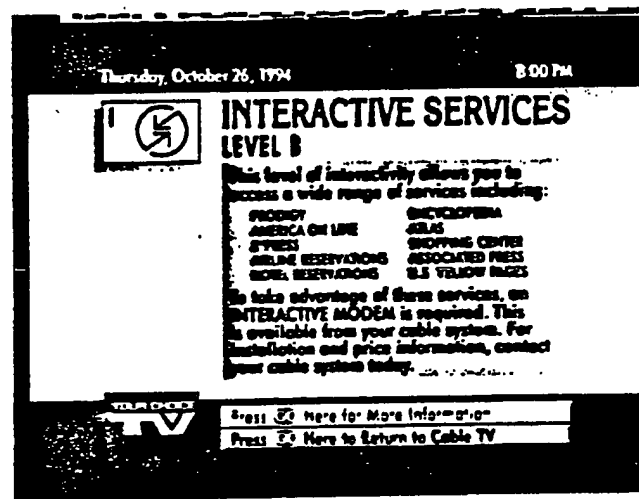 Thursday, October 26, 1994 8:00 PM
INTERACTIVE SERVICES
LEVEL B
This level of interactivity allows you to
access a wide range of services including:
PRODIGY ENCYCLOPEDIA
AMERICA ON LINE ATLAS
X*PRESS SHOPPING CENTER
AIRLINE RESERVATIONS ASSOCIATED PRESS
HOTEL RESERVATIONS U.S YELLOW PAGES
To take advantage of these services, an
INTERACTIVE MODEM is required. This
is available from your cable system. For
installation and price information, contact
your cable system today.
YOUR CHOICE
TV
Press Here for More Information
Press Here to Return to Cable TV